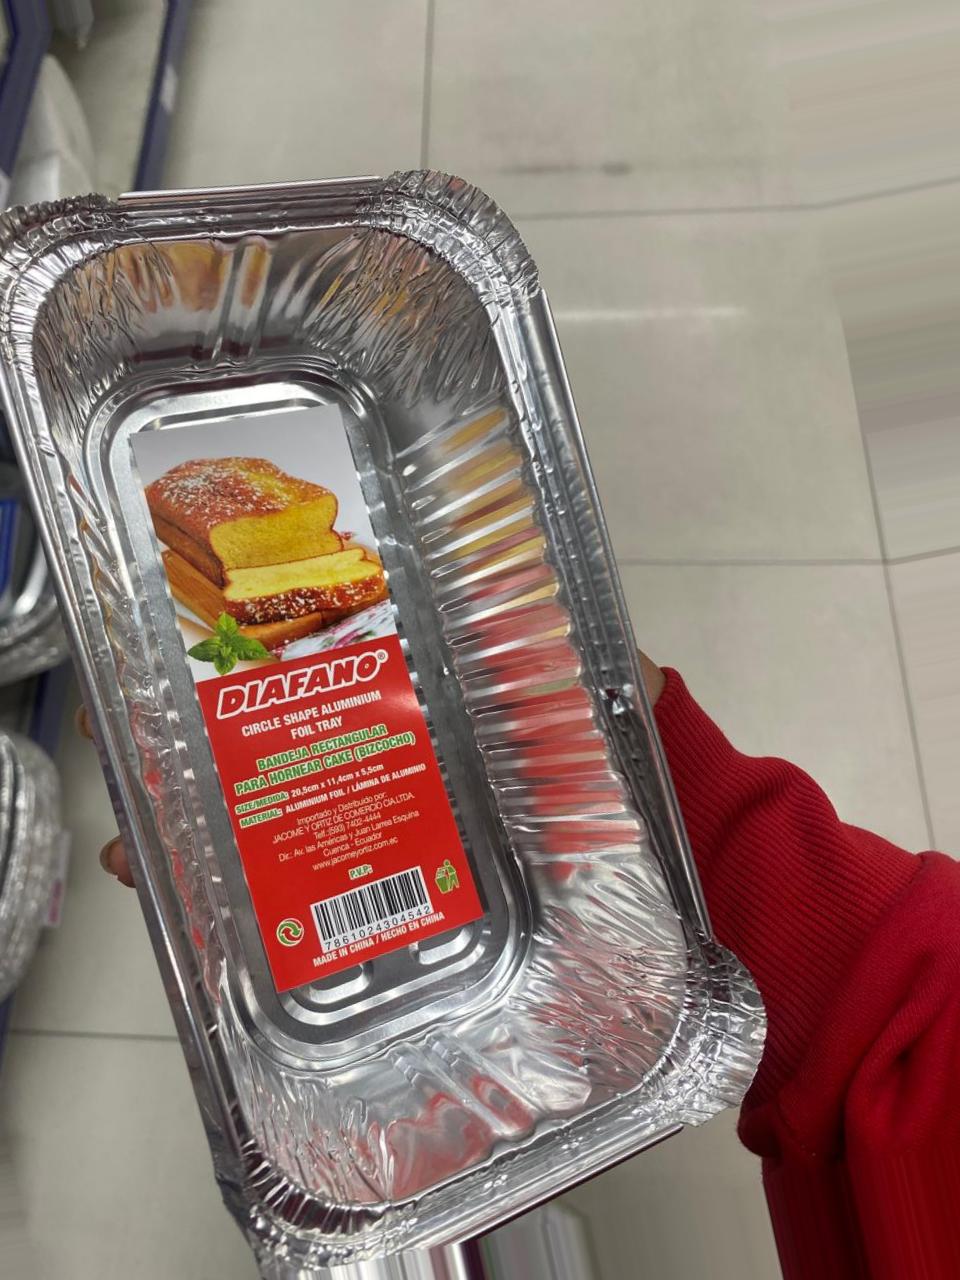 DIAFANO®
CIRCLE SHAPE ALUMINIUM
FOIL TRAY
BANDEJA RECTANGULAR
PARA HORNEAR CAKE (BIZCOCHO)
SIZE/MEDIDA: 20,5cm x 11,4cm x 5,5cm
MATERIAL: ALUMINIUM FOIL / LÁMINA DE ALUMINIO
Importado y Distribuido por:
JACOME Y ORTIZ DE COMERCIO CIA.LTDA.
Telf.:(593) 7402-4444
Dir.: Av. las Américas y Juan Larrea Esquina
Cuenca - Ecuador
www.jacomeyortiz.com.ec
P.V.P:
7861024304542
MADE IN CHINA / HECHO EN CHINA